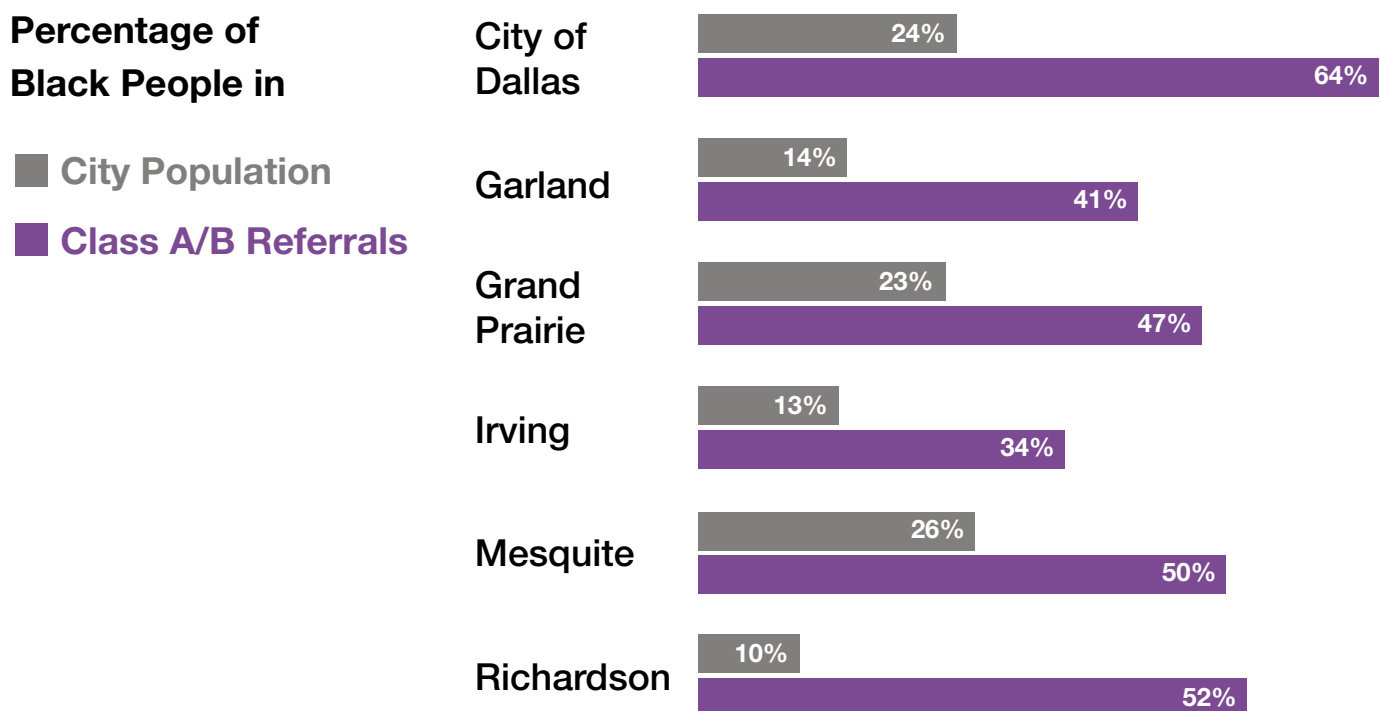 Percentage of
Black People in
City Population
Class A/B Referrals
City of
Dallas
24%
64%
Garland
14%
41%
Grand
Prairie
23%
47%
Irving
13%
34%
Mesquite
26%
50%
Richardson
10%
52%